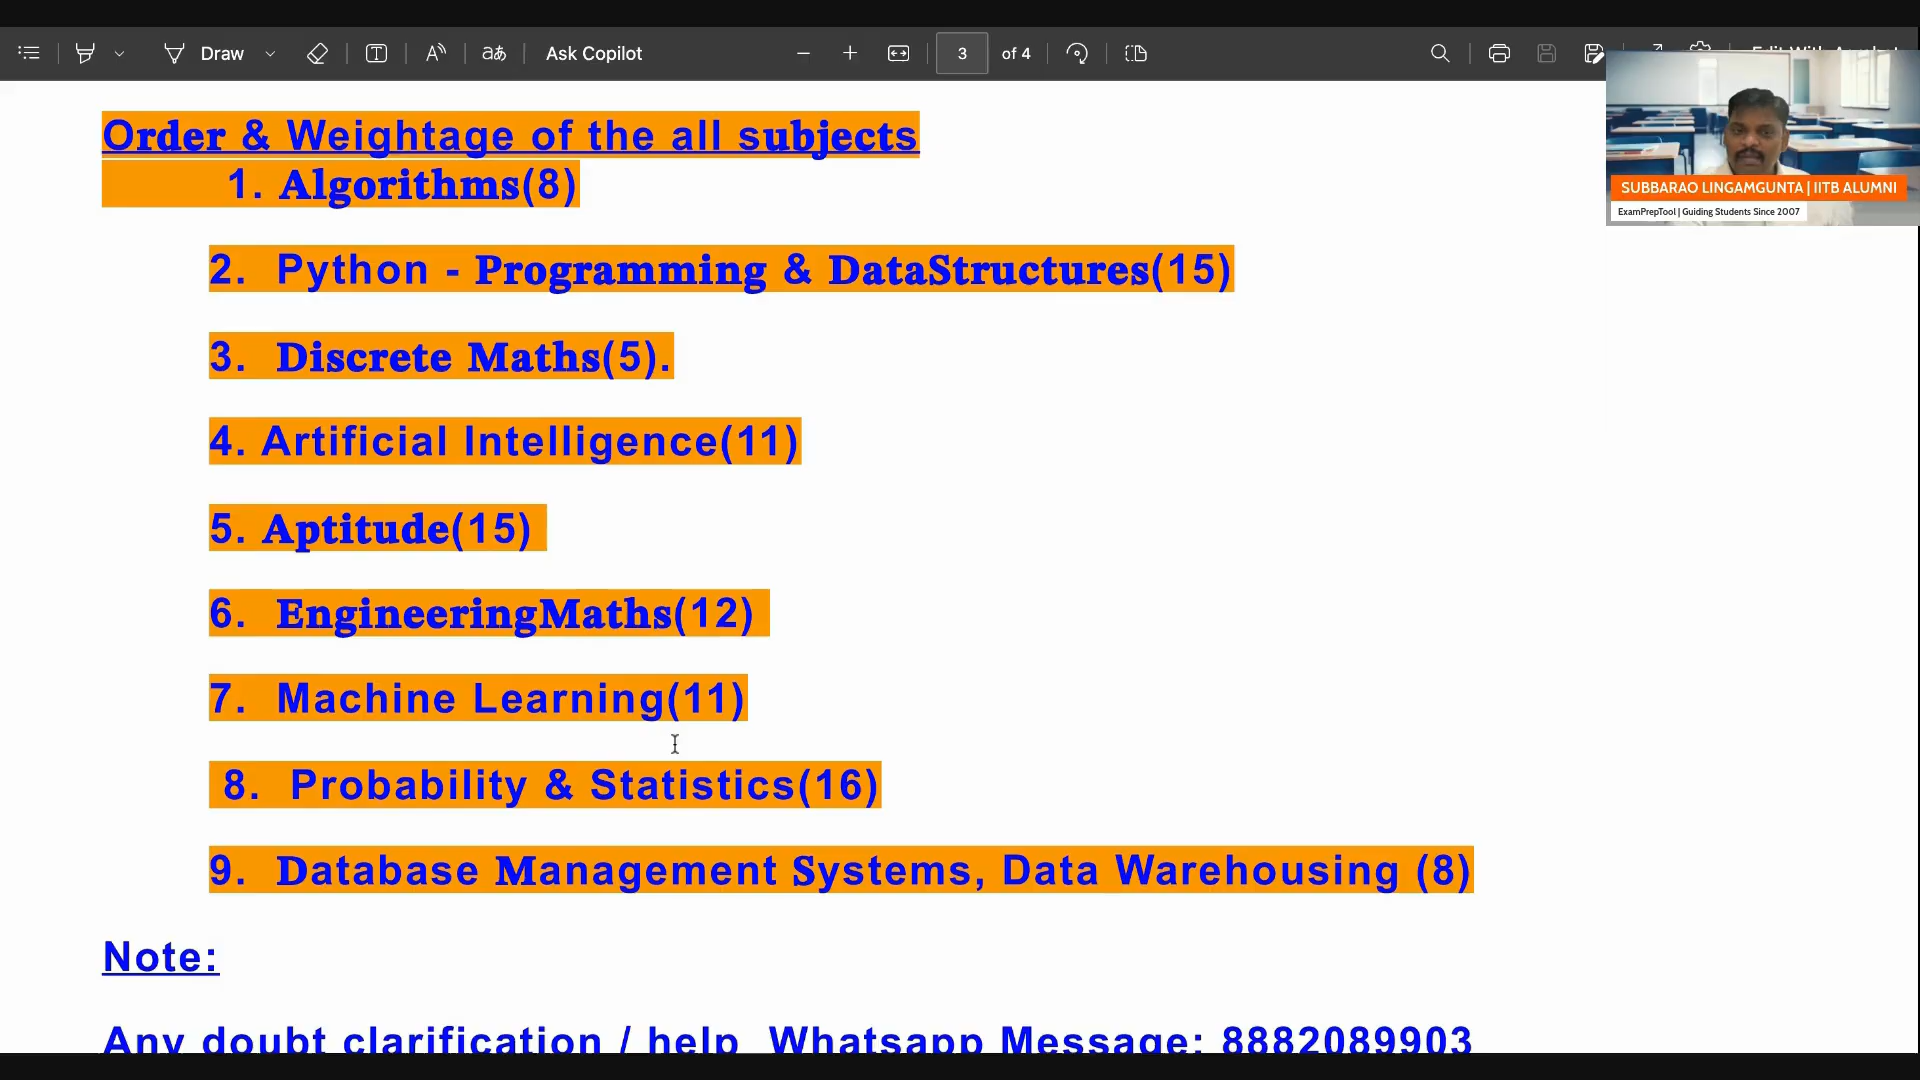 Draw
Ask Copilot
3 of 4
Order & Weightage of the all subjects
1. Algorithms(8)
2. Python - Programming & DataStructures(15)
3. Discrete Maths(5).
4. Artificial Intelligence(11)
5. Aptitude(15)
6. EngineeringMaths(12)
7. Machine Learning(11)
8. Probability & Statistics(16)
9. Database Management Systems, Data Warehousing (8)
Note:
Any doubt clarification / help Whatsapp Message: 8882089903
SUBBARAO LINGAMGUNTA | IITB ALUMNI
ExamPrepTool | Guiding Students Since 2007